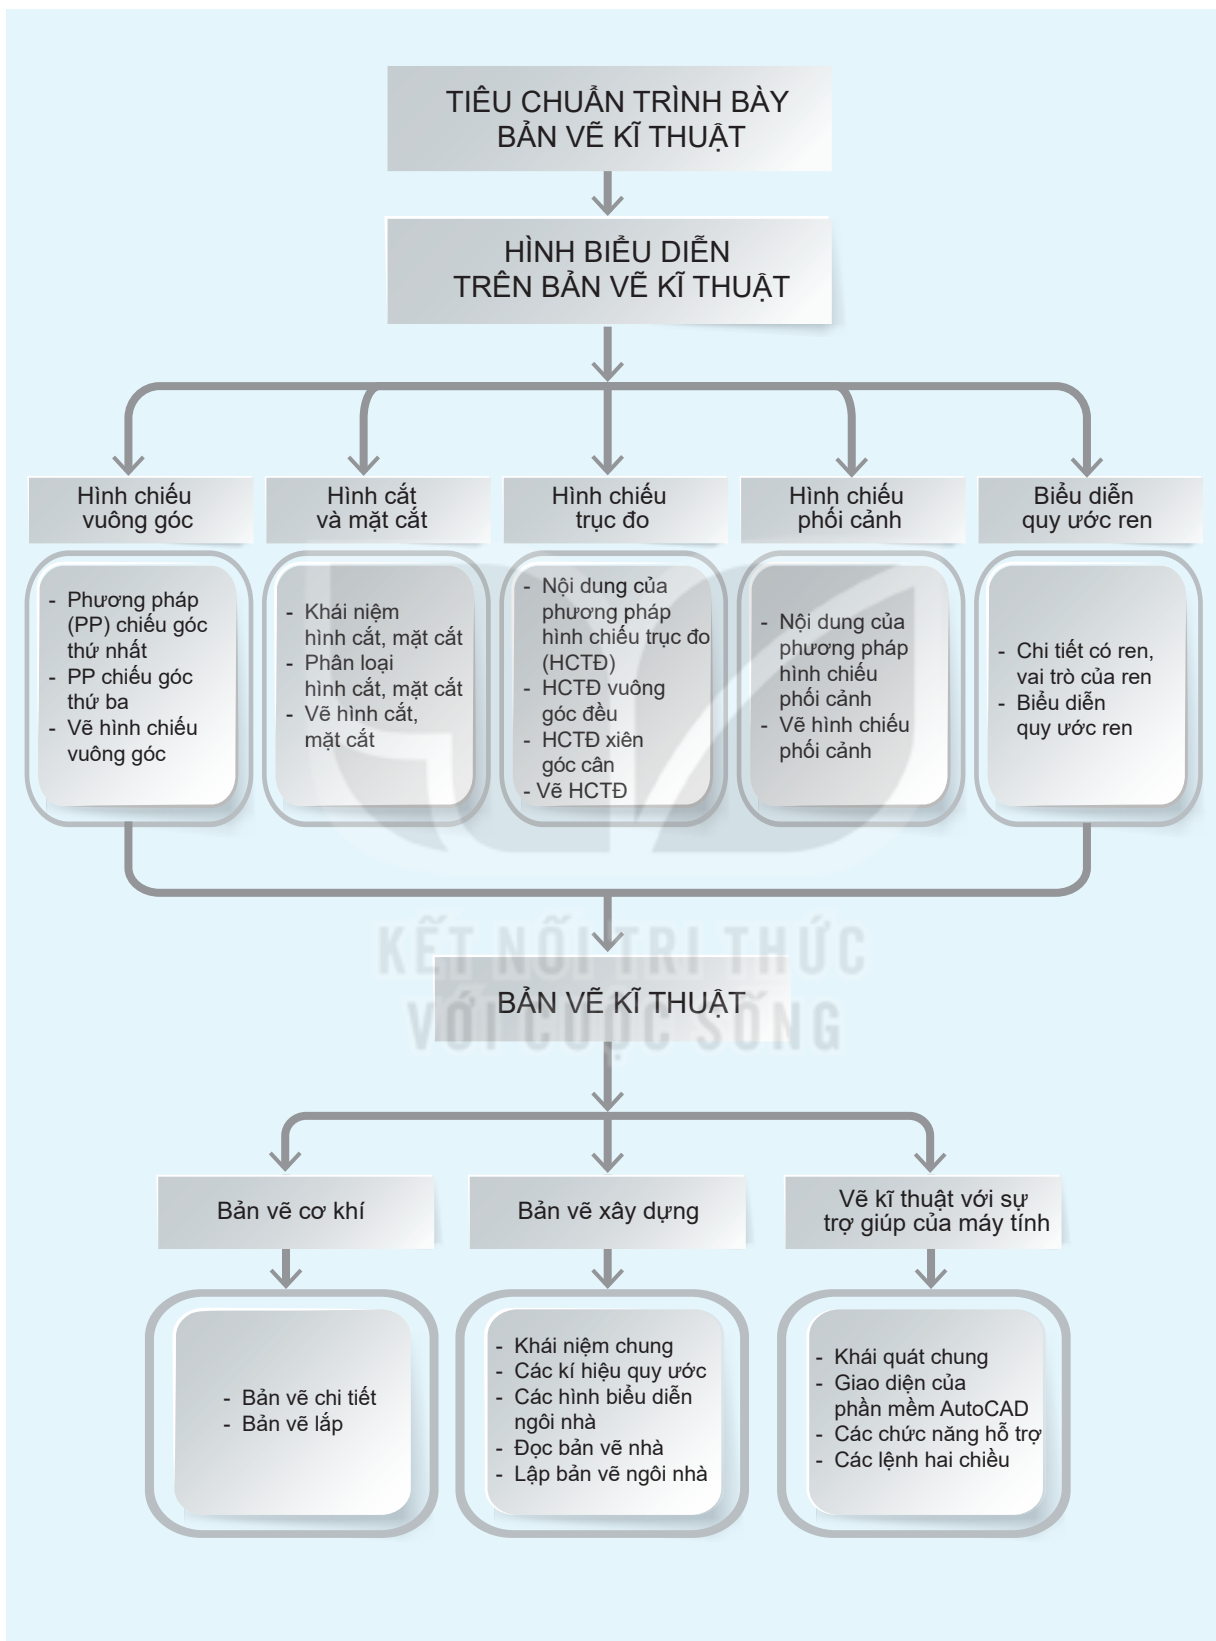 TIÊU CHUẨN TRÌNH BÀY
BẢN VẼ KĨ THUẬT
HÌNH BIỂU DIỄN
TRÊN BẢN VẼ KĨ THUẬT
Hình chiếu
vuông góc
- Phương pháp
(PP) chiếu góc
thứ nhất
- PP chiếu góc
thứ ba
- Vẽ hình chiếu
vuông góc
Hình cắt
và mặt cắt
- Khái niệm
hình cắt, mặt cắt
- Phân loại
hình cắt, mặt cắt
- Vẽ hình cắt,
mặt cắt
Hình chiếu
trục đo
- Nội dung của
phương pháp
hình chiếu trục đo
(HCTĐ)
- HCTĐ vuông
góc đều
- HCTĐ xiên
góc cân
- Vẽ HCTĐ
Hình chiếu
phối cảnh
- Nội dung của
phương pháp
hình chiếu
phối cảnh
- Vẽ hình chiếu
phối cảnh
Biểu diễn
quy ước ren
- Chi tiết có ren,
vai trò của ren
- Biểu diễn
quy ước ren
KẾT NỐI TRI THỨC
VỚI CUỘC SỐNG
BẢN VẼ KĨ THUẬT
Bản vẽ cơ khí
- Bản vẽ chi tiết
- Bản vẽ lắp
Bản vẽ xây dựng
- Khái niệm chung
- Các kí hiệu quy ước
- Các hình biểu diễn
ngôi nhà
- Đọc bản vẽ nhà
- Lập bản vẽ ngôi nhà
Vẽ kĩ thuật với sự
trợ giúp của máy tính
- Khái quát chung
- Giao diện của
phần mềm AutoCAD
- Các chức năng hỗ trợ
- Các lệnh hai chiều